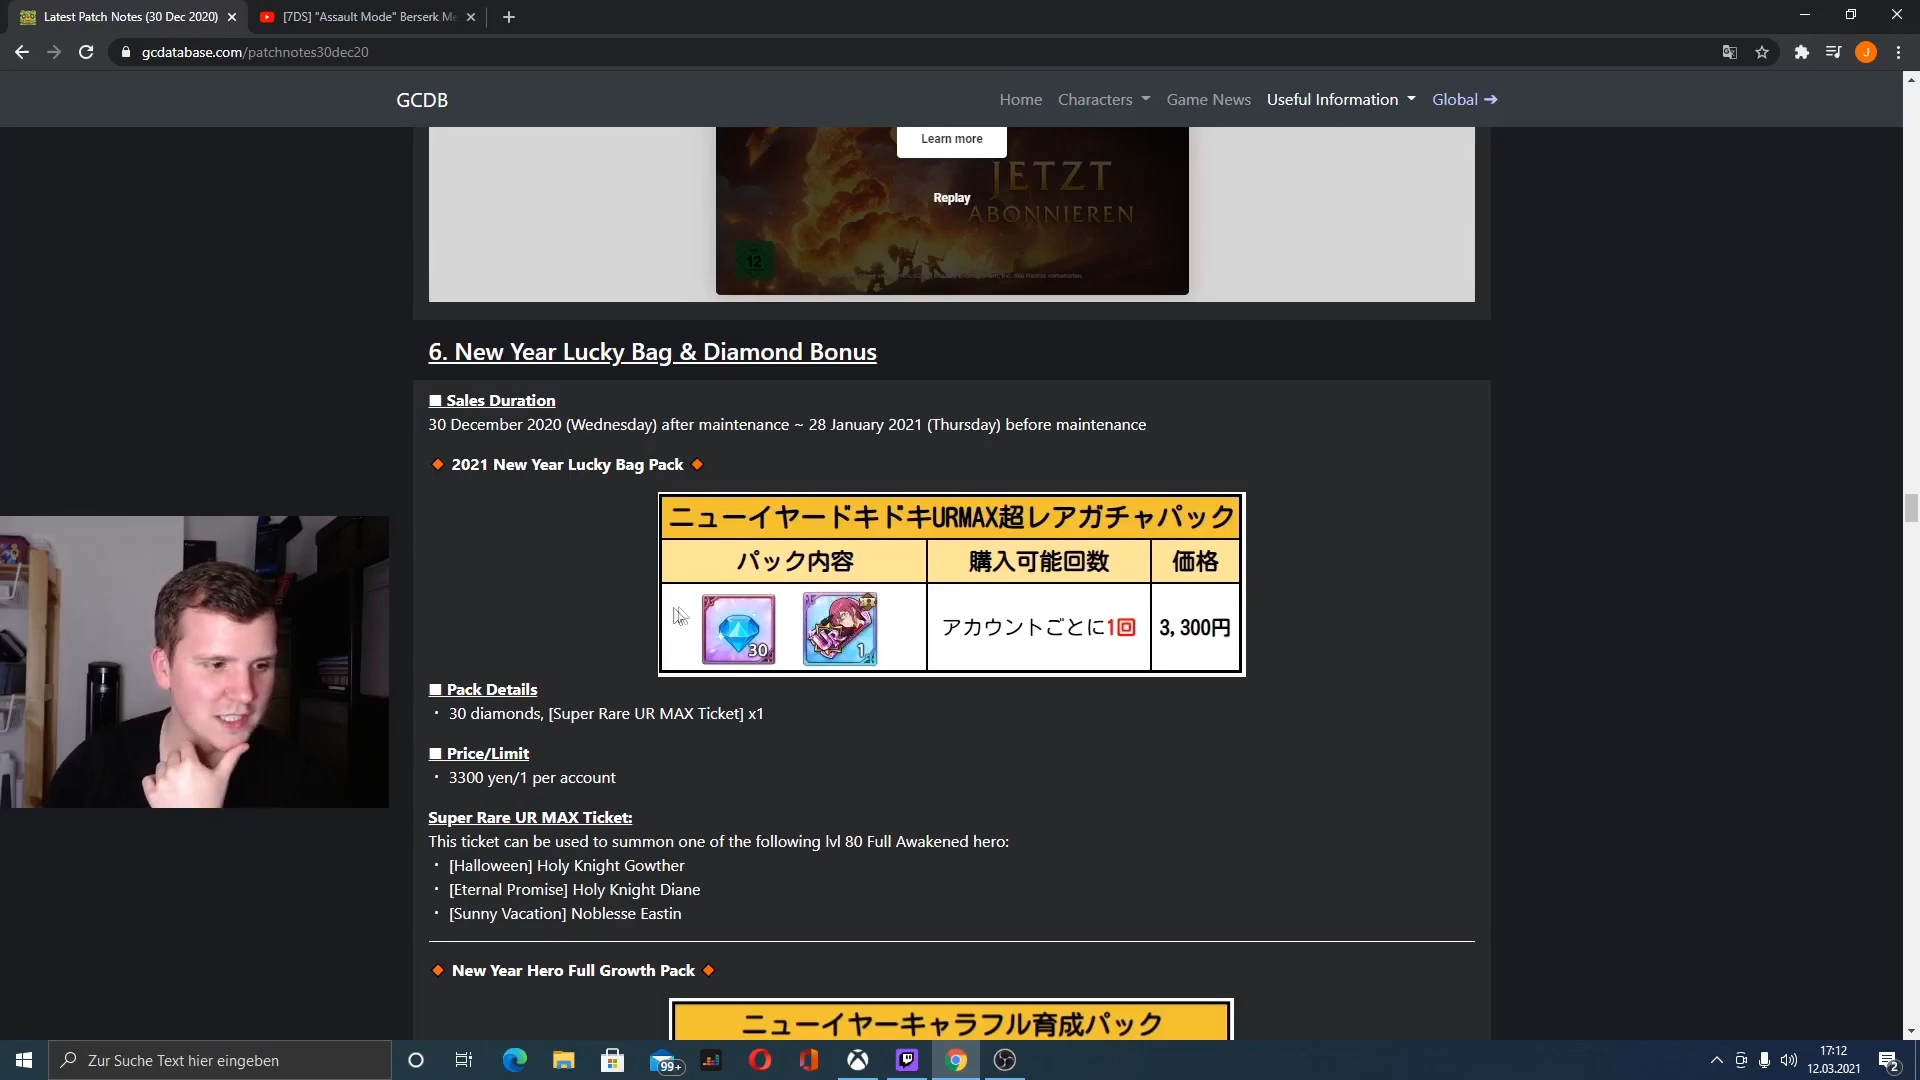 Latest Patch Notes (30 Dec 2020)
[7DS] "Assault Mode" Berserk Me
gcdatabase.com/patchnotes30dec20
J
GCDB
Home
Characters
Game News
Useful Information
Global ➔
Learn more
JETZT
Replay
ABONNIEREN
12
6. New Year Lucky Bag & Diamond Bonus
■ Sales Duration
30 December 2020 (Wednesday) after maintenance ~ 28 January 2021 (Thursday) before maintenance
🔸 2021 New Year Lucky Bag Pack 🔸
ニューイヤードキドキURMAX超レアガチャパック
パック内容
購入可能回数
価格
30
UR
1
アカウントごとに1回
3,300円
■ Pack Details
・ 30 diamonds, [Super Rare UR MAX Ticket] x1
■ Price/Limit
・ 3300 yen/1 per account
Super Rare UR MAX Ticket:
This ticket can be used to summon one of the following lvl 80 Full Awakened hero:
・ [Halloween] Holy Knight Gowther
・ [Eternal Promise] Holy Knight Diane
・ [Sunny Vacation] Noblesse Eastin
🔸 New Year Hero Full Growth Pack 🔸
ニューイヤーキャラフル育成パック
Zur Suche Text hier eingeben
99+
17:12
12.03.2021
2